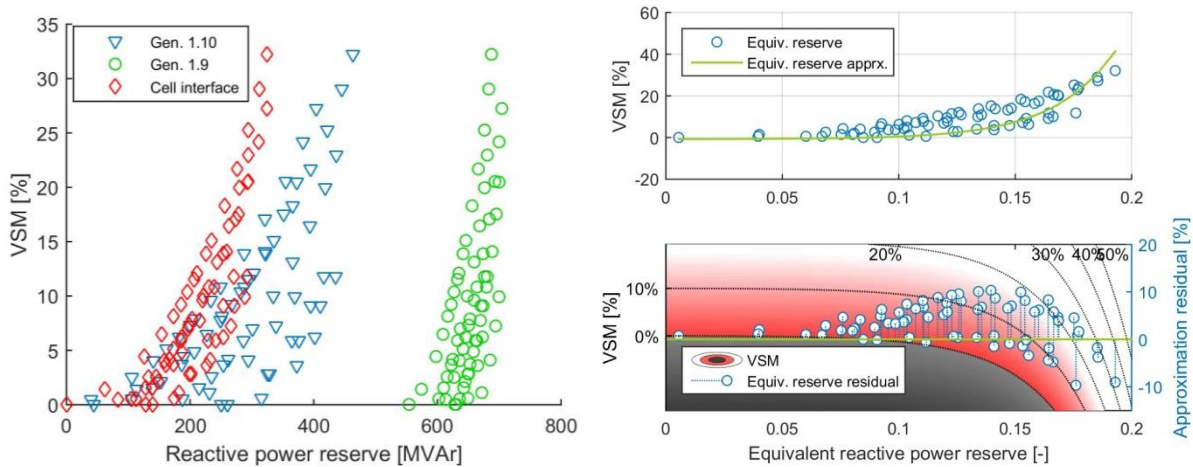 35
30
25
20
15
10
5
0
VSM [%]
Gen. 1.10
Gen. 1.9
Cell interface
0
200
400
600
800
Reactive power reserve [MVAr]
60
40
20
0
-20
VSM [%]
Equiv. reserve
Equiv. reserve apprx.
0
0.05
0.1
0.15
0.2
10%
0%
VSM [%]
20%
30%
40%
50%
VSM
Equiv. reserve residual
20
10
0
-10
Approximation residual [%]
0
0.05
0.1
0.15
0.2
Equivalent reactive power reserve [-]